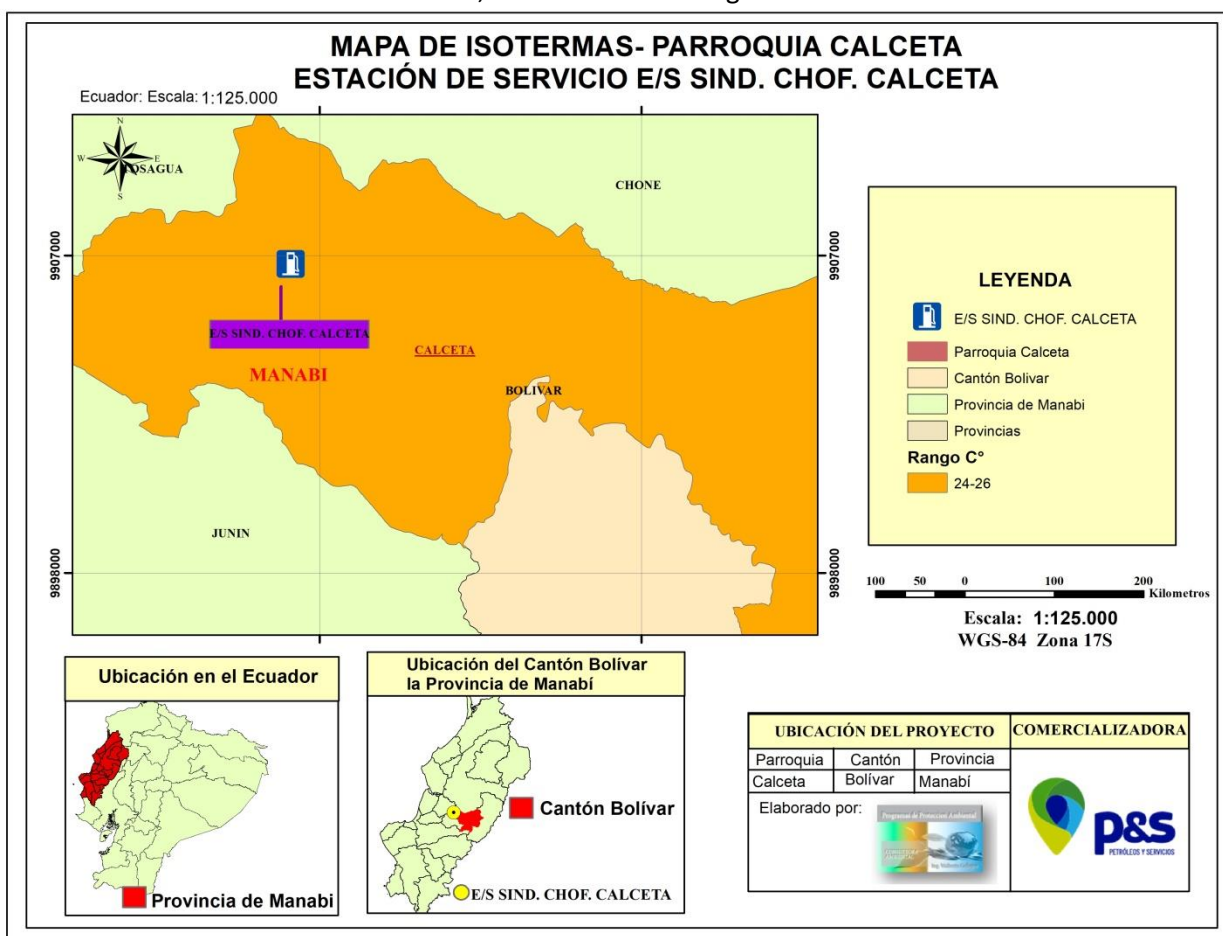 MAPA DE ISOTERMAS- PARROQUIA CALCETA
ESTACIÓN DE SERVICIO E/S SIND. CHOF. CALCETA
Ecuador: Escala: 1:125.000
N
W
E
S
OSAGUA
CHONE
9907000
9907000
E/S SIND. CHOF. CALCETA
CALCETA
MANABI
BOLIVAR
JUNIN
9898000
9898000
LEYENDA
E/S SIND. CHOF. CALCETA
Parroquia Calceta
Cantón Bolivar
Provincia de Manabi
Provincias
Rango C°
24-26
100 50 0 100 200
Kilometros
Escala: 1:125.000
WGS-84 Zona 17S
Ubicación en el Ecuador
Provincia de Manabi
Ubicación del Cantón Bolívar
la Provincia de Manabí
Cantón Bolívar
E/S SIND. CHOF. CALCETA
UBICACIÓN DEL PROYECTO
COMERCIALIZADORA
Parroquia Cantón Provincia
Calceta Bolívar Manabí
Elaborado por:
P&S
PETRÓLEOS Y SERVICIOS